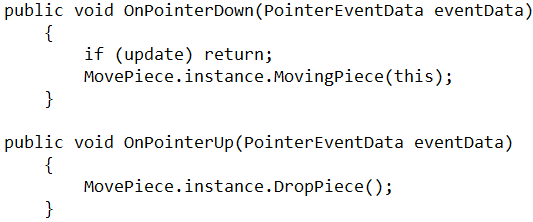 public void OnPointerDown(PointerEventData eventData)
{
if (update) return;
MovePiece.instance.MovingPiece(this);
}
public void OnPointerUp(PointerEventData eventData)
{
MovePiece.instance.DropPiece();
}